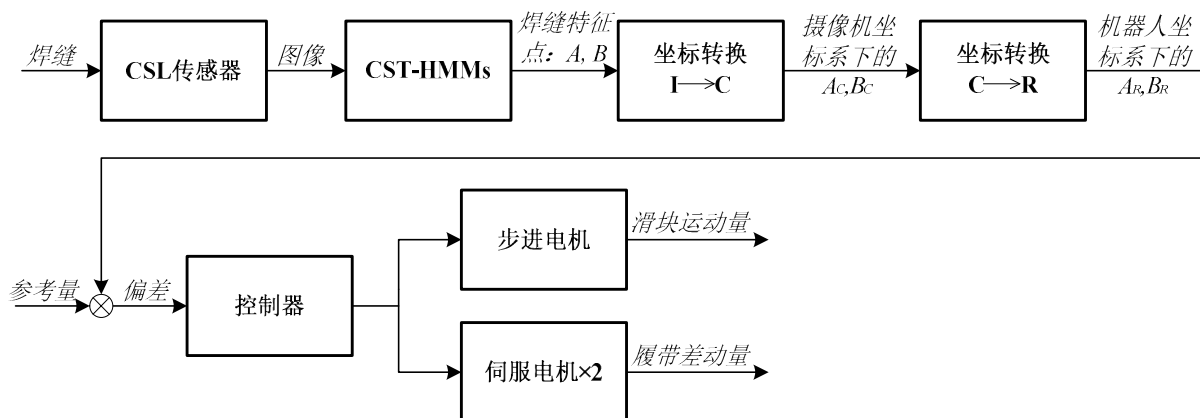 焊缝
CSL传感器
图像
CST-HMMs
焊缝特征
点：A, B
坐标转换
I→C
摄像机坐
标系下的
AC,BC
坐标转换
C→R
机器人坐
标系下的
AR,BR
步进电机
滑块运动量
参考量
偏差
控制器
伺服电机×2
履带差动量